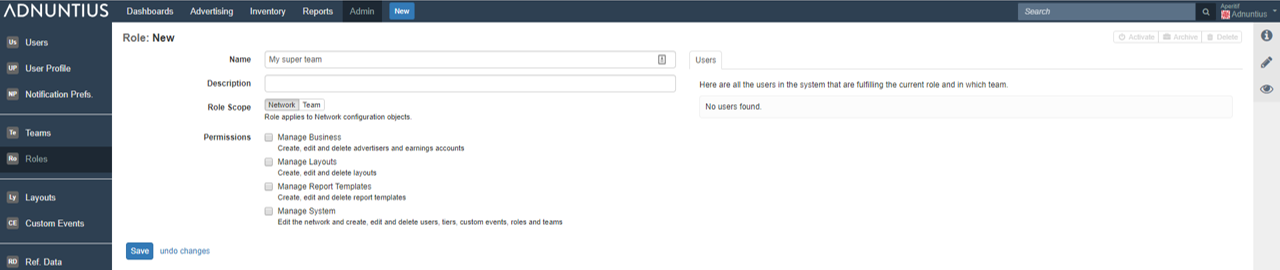 ADNUNTIUS
Dashboards Advertising Inventory Reports Admin New
Search
Apentif
Adnuntius
Us Users
UP User Profile
NP Notification Prefs.
Te Teams
Ro Roles
Ly Layouts
CE Custom Events
RD Ref. Data
Role: New
Activate Archive Delete
Name My super team
Description
Role Scope Network Team
Role applies to Network configuration objects.
Permissions Manage Business
Create, edit and delete advertisers and earnings accounts
Manage Layouts
Create, edit and delete layouts
Manage Report Templates
Create, edit and delete report templates
Manage System
Edit the network and create, edit and delete users, tiers, custom events, roles and teams
Save undo changes
Users
Here are all the users in the system that are fulfilling the current role and in which team.
No users found.